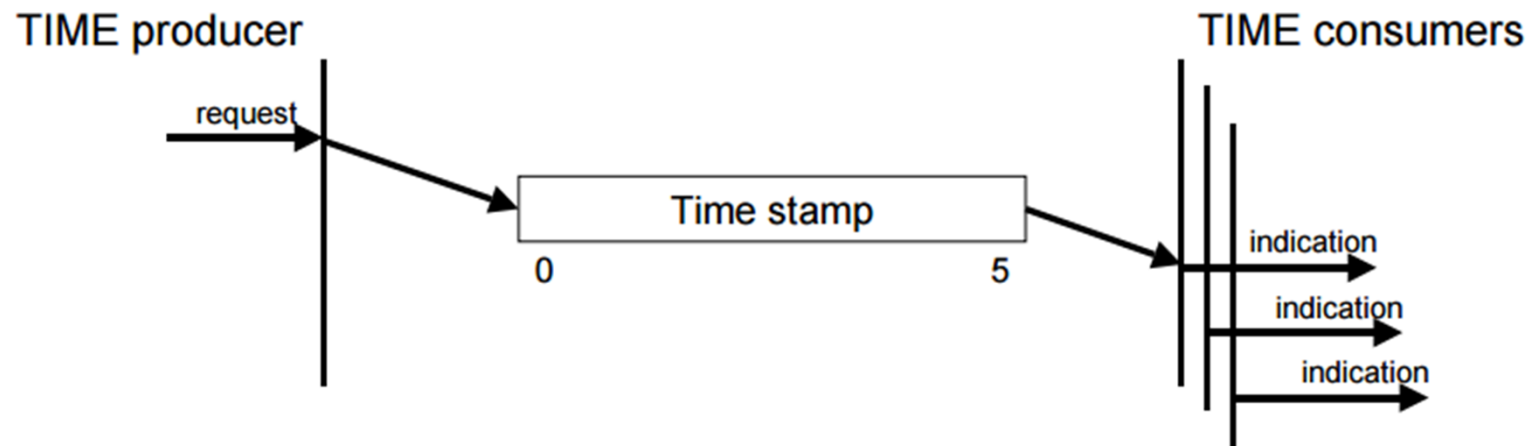 TIME producer
TIME consumers
request
Time stamp
0
5
indication
indication
indication